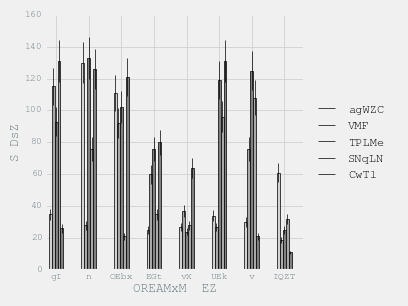 160
140
120
100
80
60
40
20
0
S DsZ
gI n OEbx EGt vX UEk v IQZT
OREAMxM EZ
agWZC
VMF
TPLMe
SNqLN